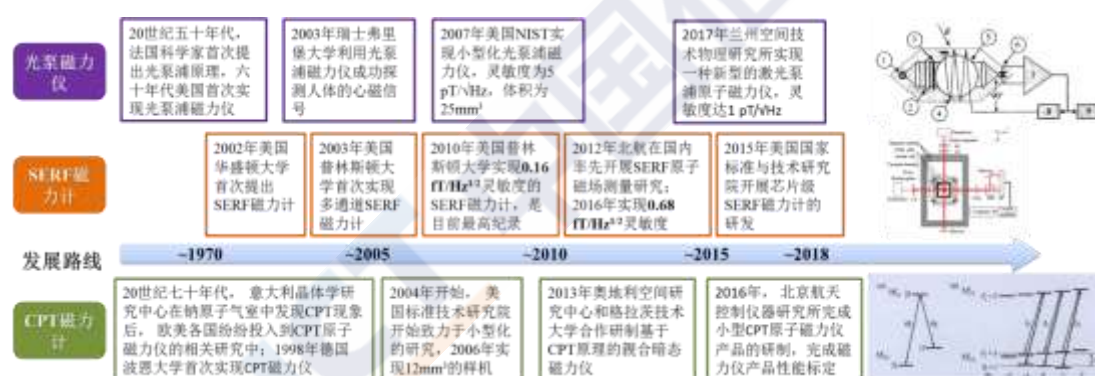 光泵磁力
仪
20世纪五十年代,
法国科学家首次提
出光泵浦原理，六
十年代美国首次实
现光泵浦磁力仪
2003年瑞士弗里
堡大学利用光泵
浦磁力仪成功探
测人体的心磁信
号
2007年美国NIST实
现小型化光泵浦磁
力仪，灵敏度为5
pT/√Hz，体积为
25mm³
2017年兰州空间技
术物理研究所实现
一种新型的激光泵
浦原子磁力仪，灵
敏度达1 pT/√Hz
SERF磁
力计
2002年美国
华盛顿大学
首次提出
SERF磁力计
2003年美国
普林斯顿大
学首次实现
多通道SERF
磁力计
2010年美国普林
斯顿大学实现0.16
fT/Hz¹ᐟ²灵敏度的
SERF磁力计，是
目前最高纪录
2012年北航在国内
率先开展SERF原子
磁场测量研究；
2016年实现0.68
fT/Hz¹ᐟ²灵敏度
2015年美国国家
标准与技术研究
院开展芯片级
SERF磁力计的
研发
发展路线
~1970
~2005
~2010
~2015
~2018
CPT磁力
计
20世纪七十年代， 意大利晶体学研
究中心在钠原子气室中发现CPT现象
后， 欧美各国纷纷投入到CPT原子
磁力仪的相关研究中；1998年德国
波恩大学首次实现CPT磁力仪
2004年开始， 美
国标准技术研究院
开始致力于小型化
的研究，2006年实
现12mm³的样机
2013年奥地利空间研
究中心和格拉茨技术
大学合作研制基于
CPT原理的耦合暗态
磁力仪
2016年，北京航天
控制仪器研究所完成
小型CPT原子磁力仪
产品的研制，完成磁
力仪产品性能标定